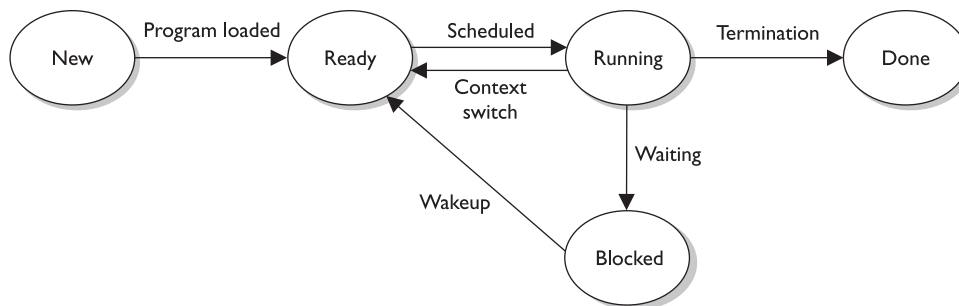 Program loaded
Scheduled
Termination
New
Ready
Running
Done
Context
switch
Waiting
Wakeup
Blocked